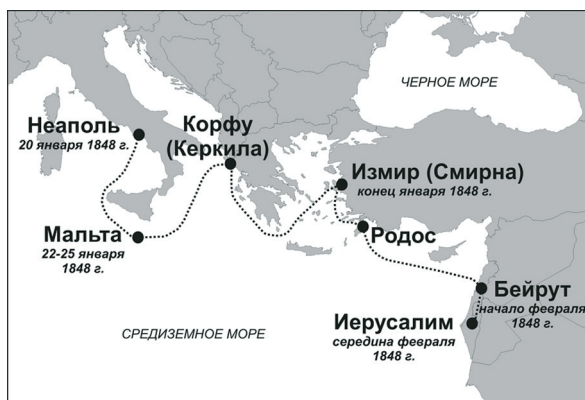 ЧЕРНОЕ МОРЕ
Неаполь
20 января 1848 г.
Корфу
(Керкила)
Измир (Смирна)
конец января 1848 г.
Мальта
22-25 января
1848 г.
Родос
Бейрут
начало февраля
1848 г.
Иерусалим
середина февраля
1848 г.
СРЕДИЗЕМНОЕ МОРЕ